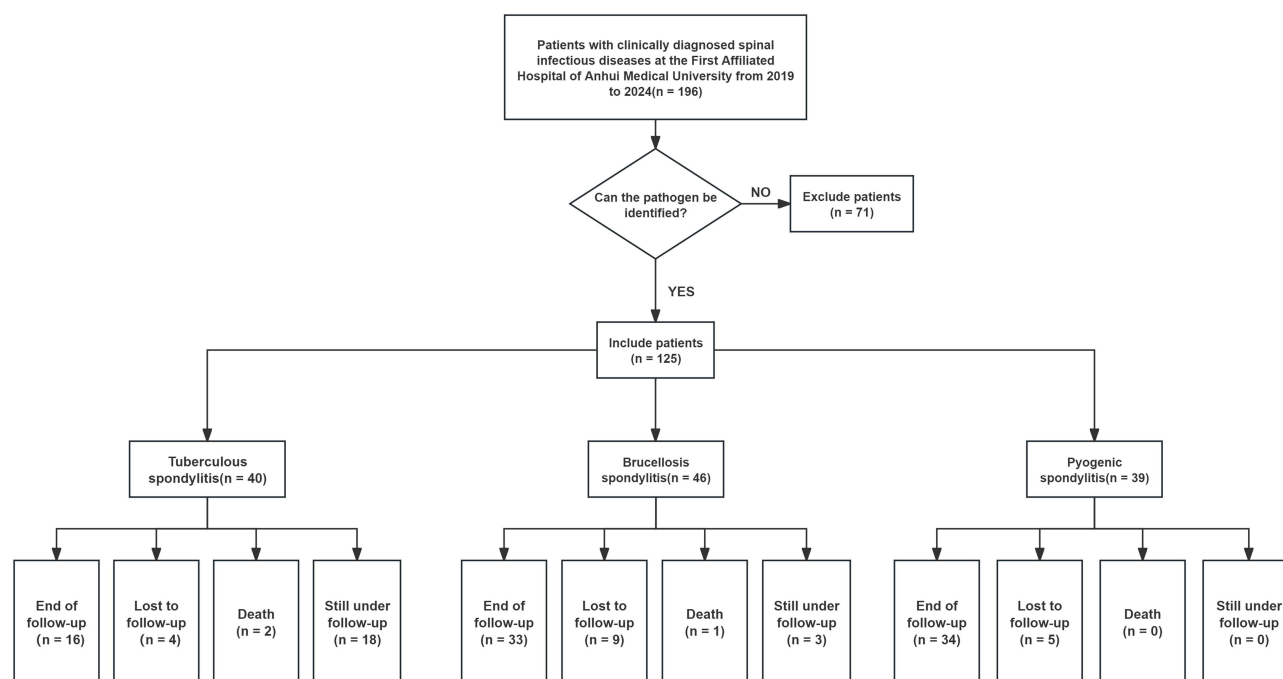 Patients with clinically diagnosed spinal
infectious diseases at the First Affiliated
Hospital of Anhui Medical University from 2019
to 2024(n = 196)
Can the pathogen be
identified?
NO
Exclude patients
(n = 71)
YES
Include patients
(n = 125)
Tuberculous
spondylitis(n = 40)
Brucellosis
spondylitis(n = 46)
Pyogenic
spondylitis(n = 39)
End of
follow-up
(n = 16)
Lost to
follow-up
(n = 4)
Death
(n = 2)
Still under
follow-up
(n = 18)
End of
follow-up
(n = 33)
Lost to
follow-up
(n = 9)
Death
(n = 1)
Still under
follow-up
(n = 3)
End of
follow-up
(n = 34)
Lost to
follow-up
(n = 5)
Death
(n = 0)
Still under
follow-up
(n = 0)